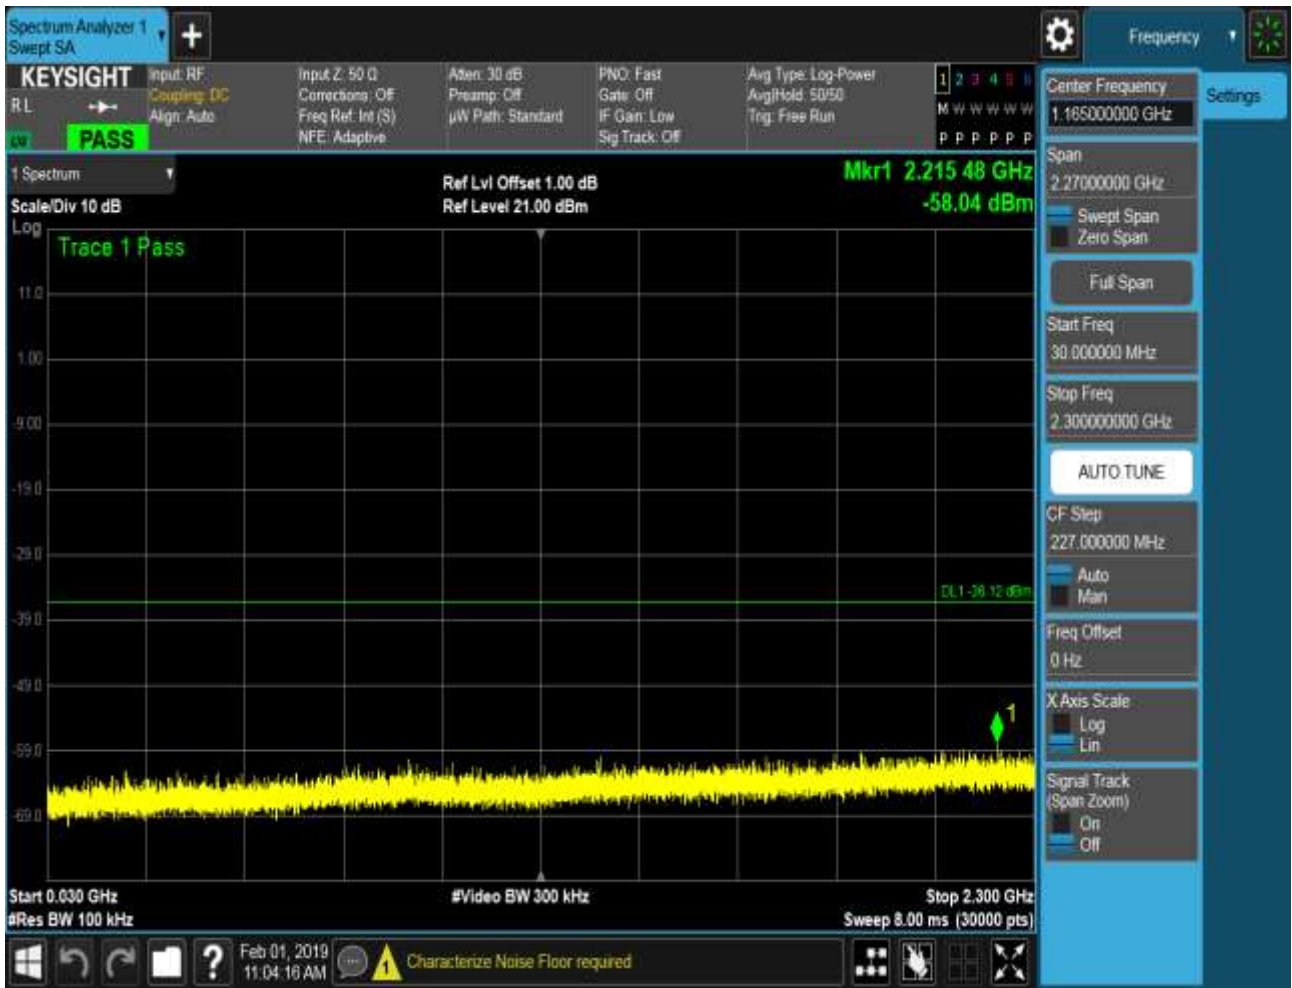 Spectrum Analyzer 1
Swept SA
+
Frequency
KEYSIGHT
Input: RF
Coupling: DC
Align: Auto
Input Z: 50 Ω
Corrections: Off
Freq Ref: Int (S)
NFE: Adaptive
Atten: 30 dB
Preamp: Off
µW Path: Standard
PNO: Fast
Gate: Off
IF Gain: Low
Sig Track: Off
Avg Type: Log-Power
Avg|Hold: 50/50
Trig: Free Run
1 2 3 4 5 6
M W W W W W
P P P P P P
R L
PASS
1 Spectrum
Scale/Div 10 dB
Ref Lvl Offset 1.00 dB
Ref Level 21.00 dBm
Mkr1 2.215 48 GHz
-58.04 dBm
Log
Trace 1 Pass
11.0
1.00
-9.00
-19.0
-29.0
DL1 -36.12 dBm
-39.0
-49.0
1
-59.0
-69.0
Start 0.030 GHz
#Res BW 100 kHz
#Video BW 300 kHz
Stop 2.300 GHz
Sweep 8.00 ms (30000 pts)
?
Feb 01, 2019
11:04:16 AM
Characterize Noise Floor required
Center Frequency
1.165000000 GHz
Settings
Span
2.27000000 GHz
Swept Span
Zero Span
Full Span
Start Freq
30.000000 MHz
Stop Freq
2.300000000 GHz
AUTO TUNE
CF Step
227.000000 MHz
Auto
Man
Freq Offset
0 Hz
X Axis Scale
Log
Lin
Signal Track
(Span Zoom)
On
Off